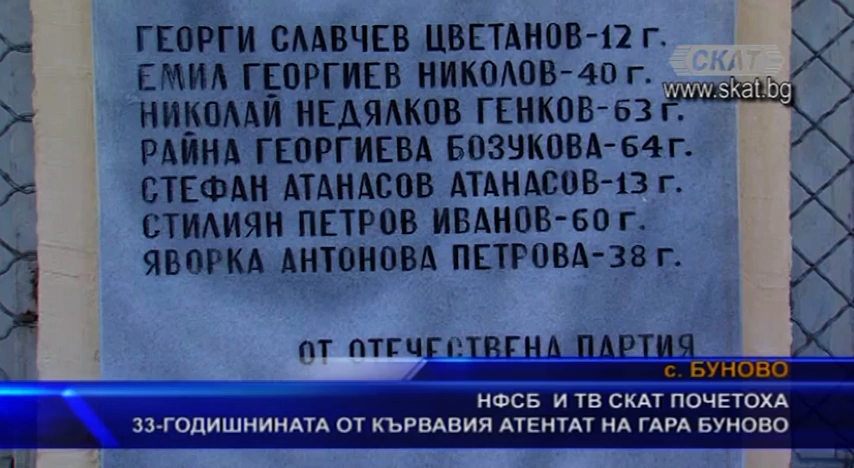 ГЕОРГИ СЛАВЧЕВ ЦВЕТАНОВ-12 Г.
ЕМИЛ ГЕОРГИЕВ НИКОЛОВ-40 Г.
НИКОЛАЙ НЕДЯЛКОВ ГЕНКОВ-63 Г.
РАЙНА ГЕОРГИЕВА БОЗУКОВА-64 Г.
СТЕФАН АТАНАСОВ АТАНАСОВ-13 Г.
СТИЛИЯН ПЕТРОВ ИВАНОВ-60 Г.
ЯВОРКА АНТОНОВА ПЕТРОВА-38 Г.
ОТ ОТЕЧЕСТВЕНА ПАРТИЯ
СКАТ
www.skat.bg
с. БУНОВО
НФСБ И ТВ СКАТ ПОЧЕТОХА
33-ГОДИШНИНАТА ОТ КЪРВАВИЯ АТЕНТАТ НА ГАРА БУНОВО